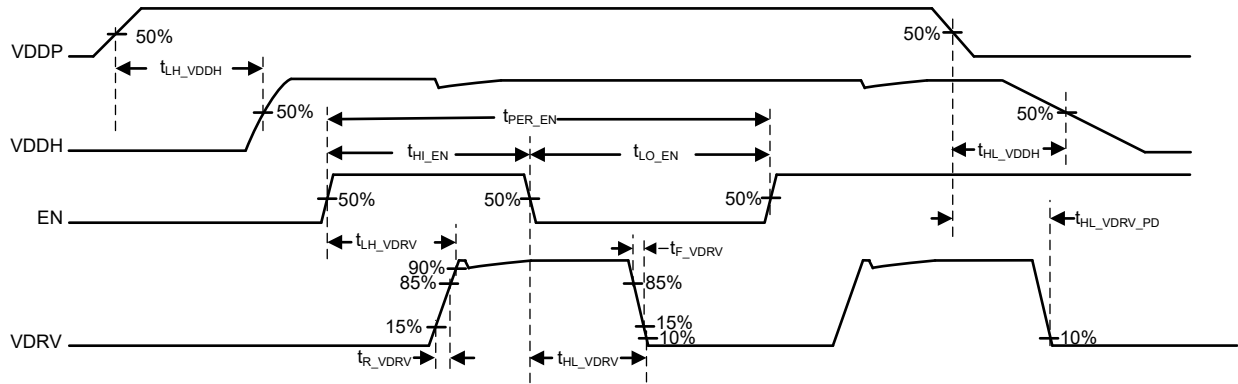 VDDP
50%
50%
tLH_VDDH
VDDH
50%
50%
tPER_EN
tHI_EN
tLO_EN
tHL_VDDH
EN
50%
50%
50%
tHL_VDRV_PD
tLH_VDRV
tF_VDRV
90%
85%
85%
15%
15%
10%
10%
VDRV
tR_VDRV
tHL_VDRV